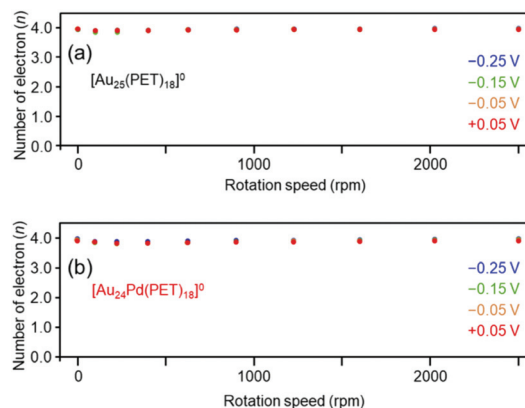 Number of electron (n)
4.0
3.0
2.0
1.0
0.0
(a)
[Au₂₅(PET)₁₈]⁰
−0.25 V
−0.15 V
−0.05 V
+0.05 V
0
1000
2000
Rotation speed (rpm)
Number of electron (n)
4.0
3.0
2.0
1.0
0.0
(b)
[Au₂₄Pd(PET)₁₈]⁰
−0.25 V
−0.15 V
−0.05 V
+0.05 V
0
1000
2000
Rotation speed (rpm)